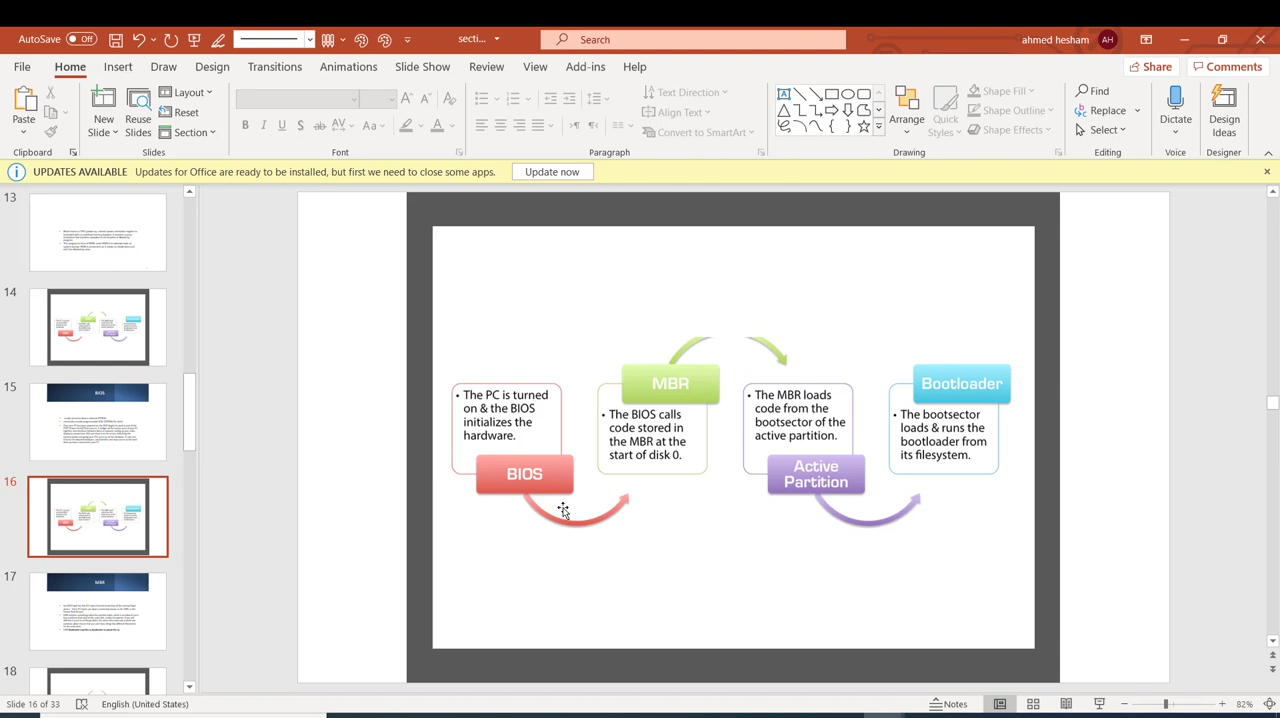 AutoSave Off secti... Search ahmed hesham AH
File Home Insert Draw Design Transitions Animations Slide Show Review View Add-ins Help Share Comments
Paste New Slides Reuse Slides Layout Reset Section
B I U S ab AV Aa A
Text Direction Align Text Convert to SmartArt
Arrange Quick Styles Shape Fill Shape Outline Shape Effects
Find Replace Select Dictate Design Ideas
Clipboard Slides Font Paragraph Drawing Editing Voice Designer
UPDATES AVAILABLE Updates for Office are ready to be installed, but first we need to close some apps. Update now
13
14
15
BIOS
16
17
MBR
18
• The PC is turned
on & the BIOS
initializes the
hardware.
BIOS
MBR
• The BIOS calls
code stored in
the MBR at the
start of disk 0.
• The MBR loads
code from the
bootsector of the
active partition.
Active
Partition
Bootloader
• The bootsector
loads & runs the
bootloader from
its filesystem.
Slide 16 of 33 English (United States) Notes 82%